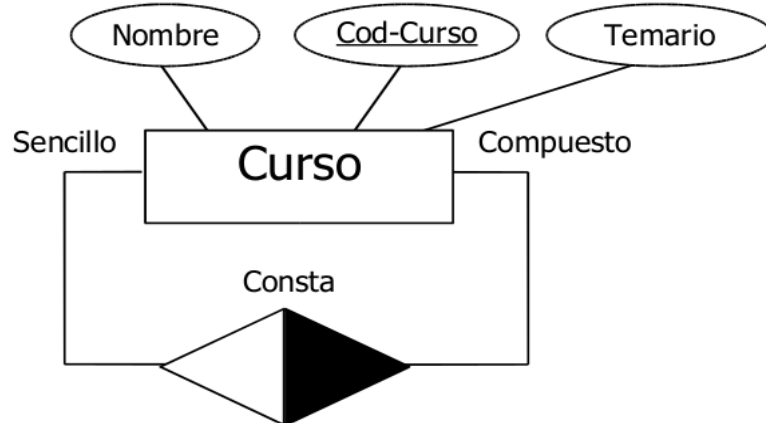 Nombre
Cod-Curso
Temario
Sencillo
Curso
Compuesto
Consta